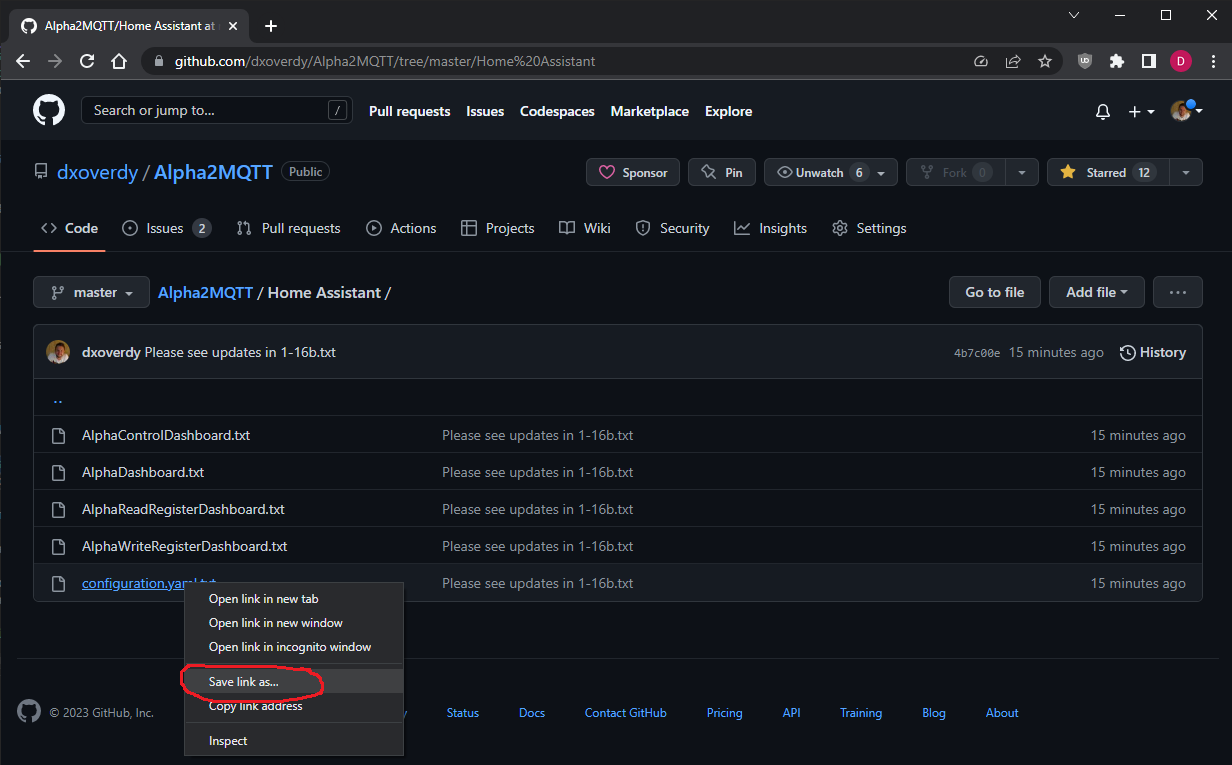 Alpha2MQTT/Home Assistant at
github.com/dxoverdy/Alpha2MQTT/tree/master/Home%20Assistant
UD
D
Search or jump to...
/
Pull requests
Issues
Codespaces
Marketplace
Explore
dxoverdy / Alpha2MQTT
Public
Sponsor
Pin
Unwatch 6
Fork 0
Starred 12
Code
Issues 2
Pull requests
Actions
Projects
Wiki
Security
Insights
Settings
master
Alpha2MQTT / Home Assistant /
Go to file
Add file
dxoverdy Please see updates in 1-16b.txt
4b7c00e 15 minutes ago
History
..
AlphaControlDashboard.txt Please see updates in 1-16b.txt 15 minutes ago
AlphaDashboard.txt Please see updates in 1-16b.txt 15 minutes ago
AlphaReadRegisterDashboard.txt Please see updates in 1-16b.txt 15 minutes ago
AlphaWriteRegisterDashboard.txt Please see updates in 1-16b.txt 15 minutes ago
configuration.yaml.txt Please see updates in 1-16b.txt 15 minutes ago
Open link in new tab
Open link in new window
Open link in incognito window
Save link as...
Copy link address
Inspect
© 2023 GitHub, Inc.
Status
Docs
Contact GitHub
Pricing
API
Training
Blog
About